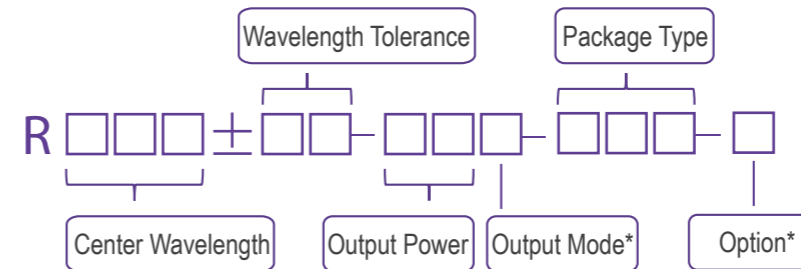 Wavelength Tolerance Package Type
R □□□ ± □□ – □□□ – □□□ – □
Center Wavelength Output Power Output Mode* Option*